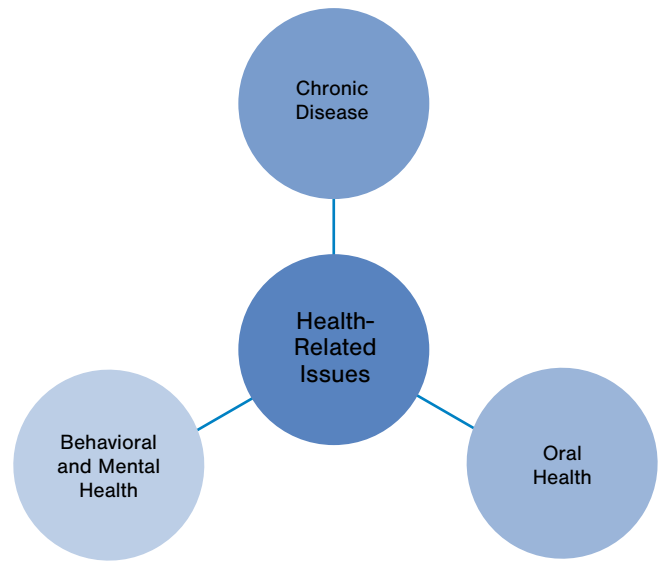 Chronic
Disease
Health-
Related
Issues
Behavioral
and Mental
Health
Oral
Health